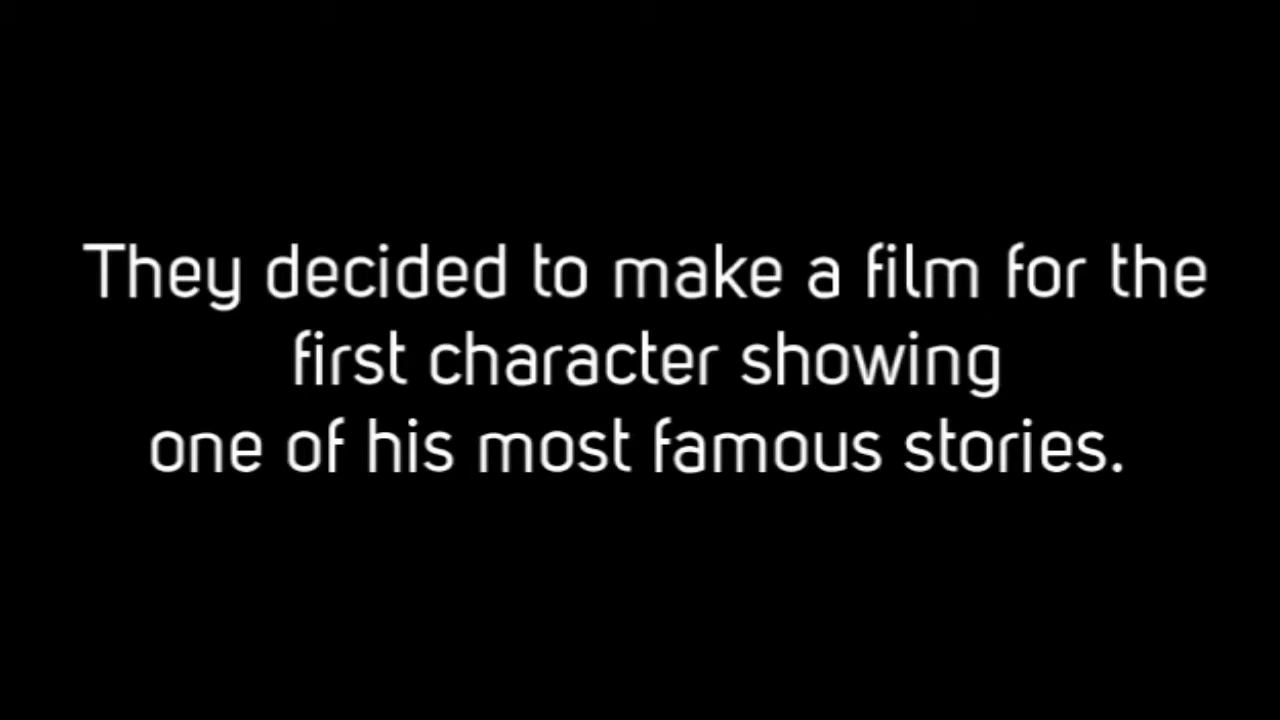 They decided to make a film for the
first character showing
one of his most famous stories.